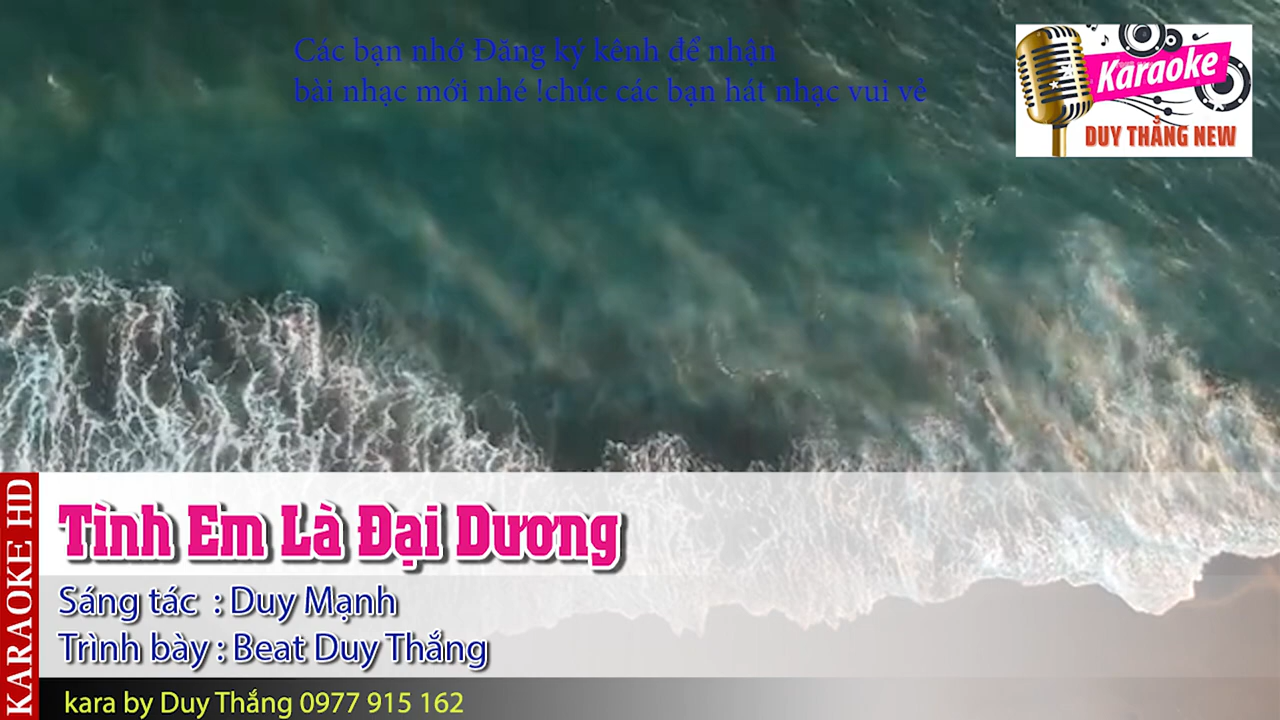 Các bạn nhớ Đăng ký kênh để nhận
bài nhạc mới nhé !chúc các bạn hát nhạc vui vẻ
Karaoke
DUY THẮNG NEW
KARAOKE HD
Tình Em Là Đại Dương
Sáng tác : Duy Mạnh
Trình bày : Beat Duy Thắng
kara by Duy Thắng 0977 915 162